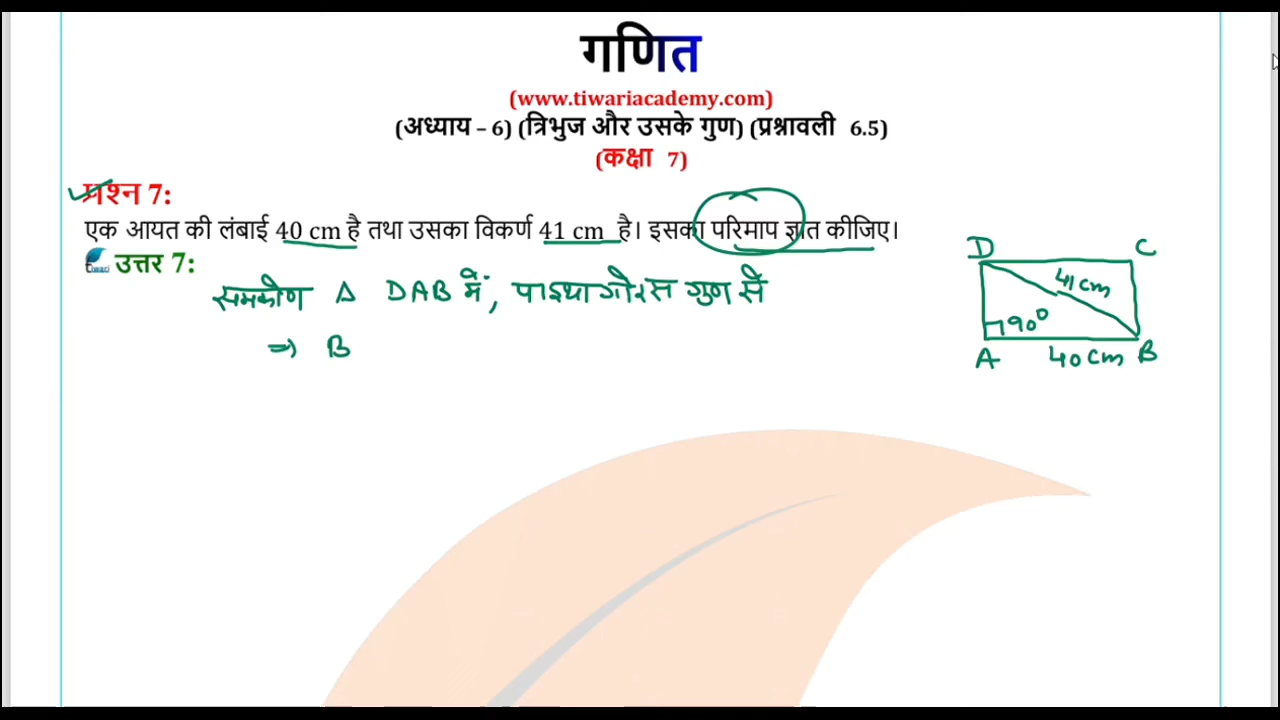 गणित
(www.tiwariacademy.com)
(अध्याय – 6) (त्रिभुज और उसके गुण) (प्रश्नावली 6.5)
(कक्षा 7)
प्रश्न 7:
एक आयत की लंबाई 40 cm है तथा उसका विकर्ण 41 cm है। इसका परिमाप ज्ञात कीजिए।
उत्तर 7:
समकोण Δ DAB में, पाइथागोरस गुण से
⇒ B
D C
41 cm
90°
A 40 cm B
Tiwari